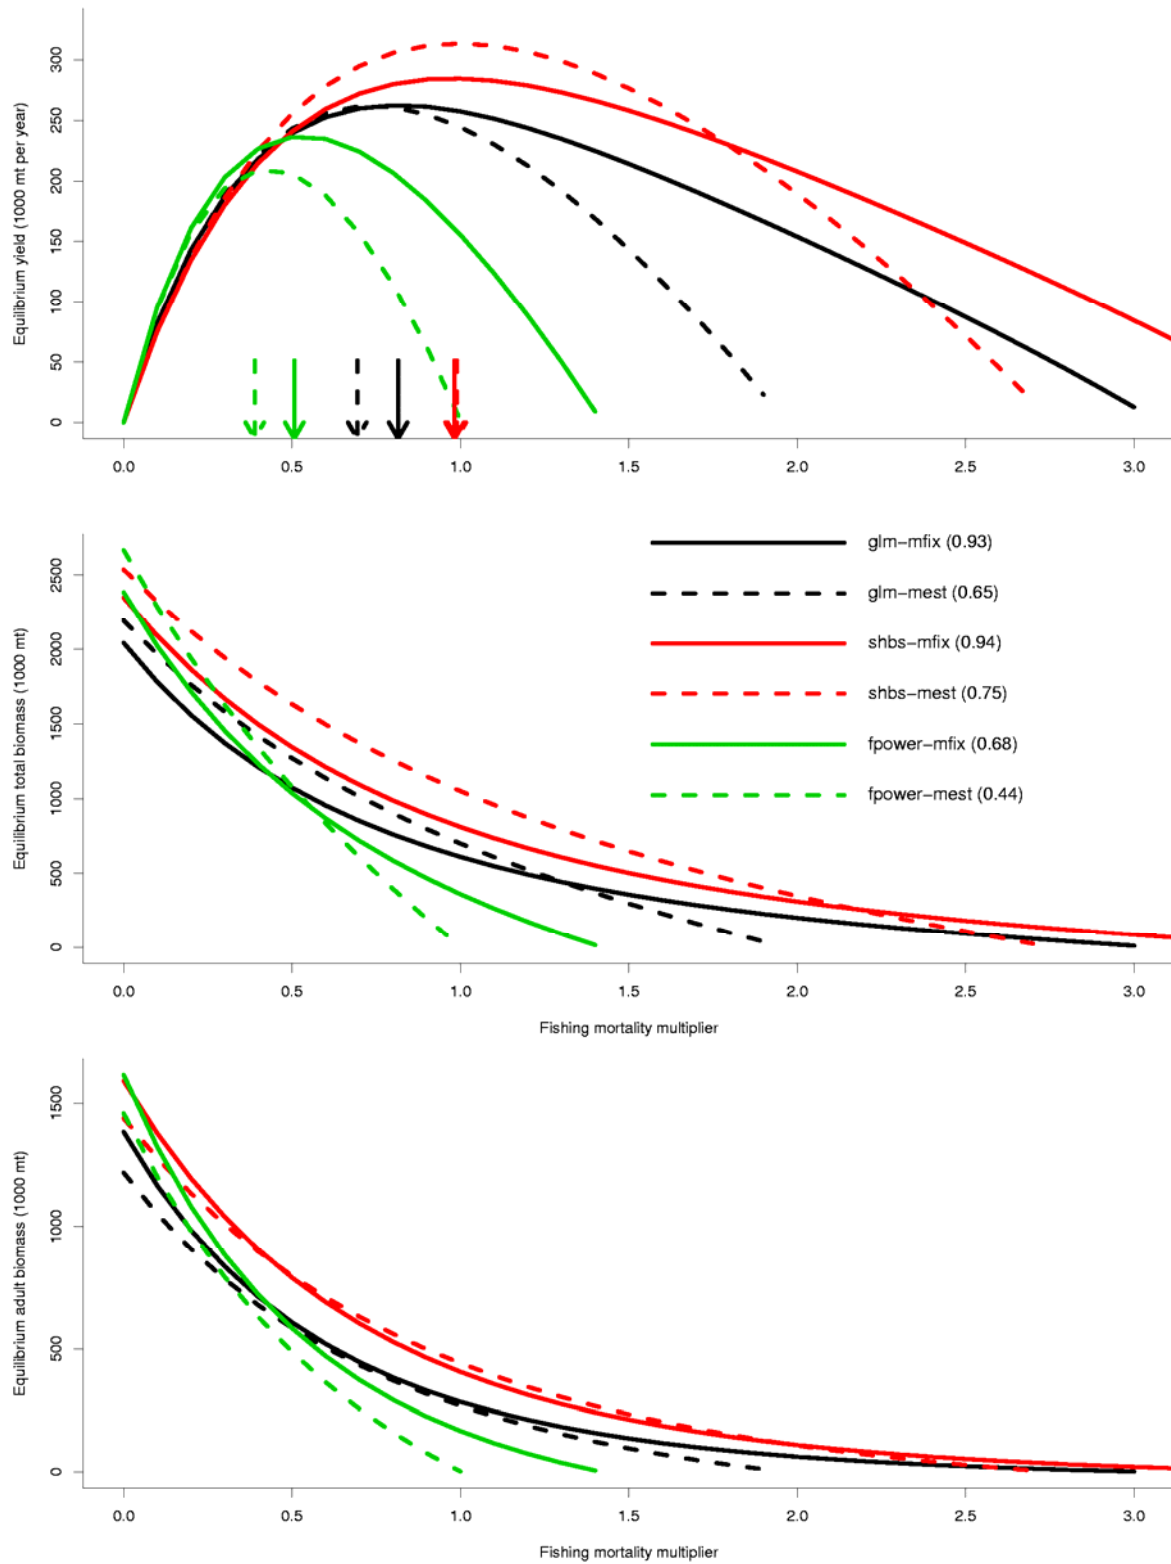 Equilibrium yield (1000 mt per year)
0 50 100 150 200 250 300
0.0 0.5 1.0 1.5 2.0 2.5 3.0
Equilibrium total biomass (1000 mt)
0 500 1000 1500 2000 2500
glm−mfix (0.93)
glm−mest (0.65)
shbs−mfix (0.94)
shbs−mest (0.75)
fpower−mfix (0.68)
fpower−mest (0.44)
0.0 0.5 1.0 1.5 2.0 2.5 3.0
Fishing mortality multiplier
Equilibrium adult biomass (1000 mt)
0 500 1000 1500
0.0 0.5 1.0 1.5 2.0 2.5 3.0
Fishing mortality multiplier